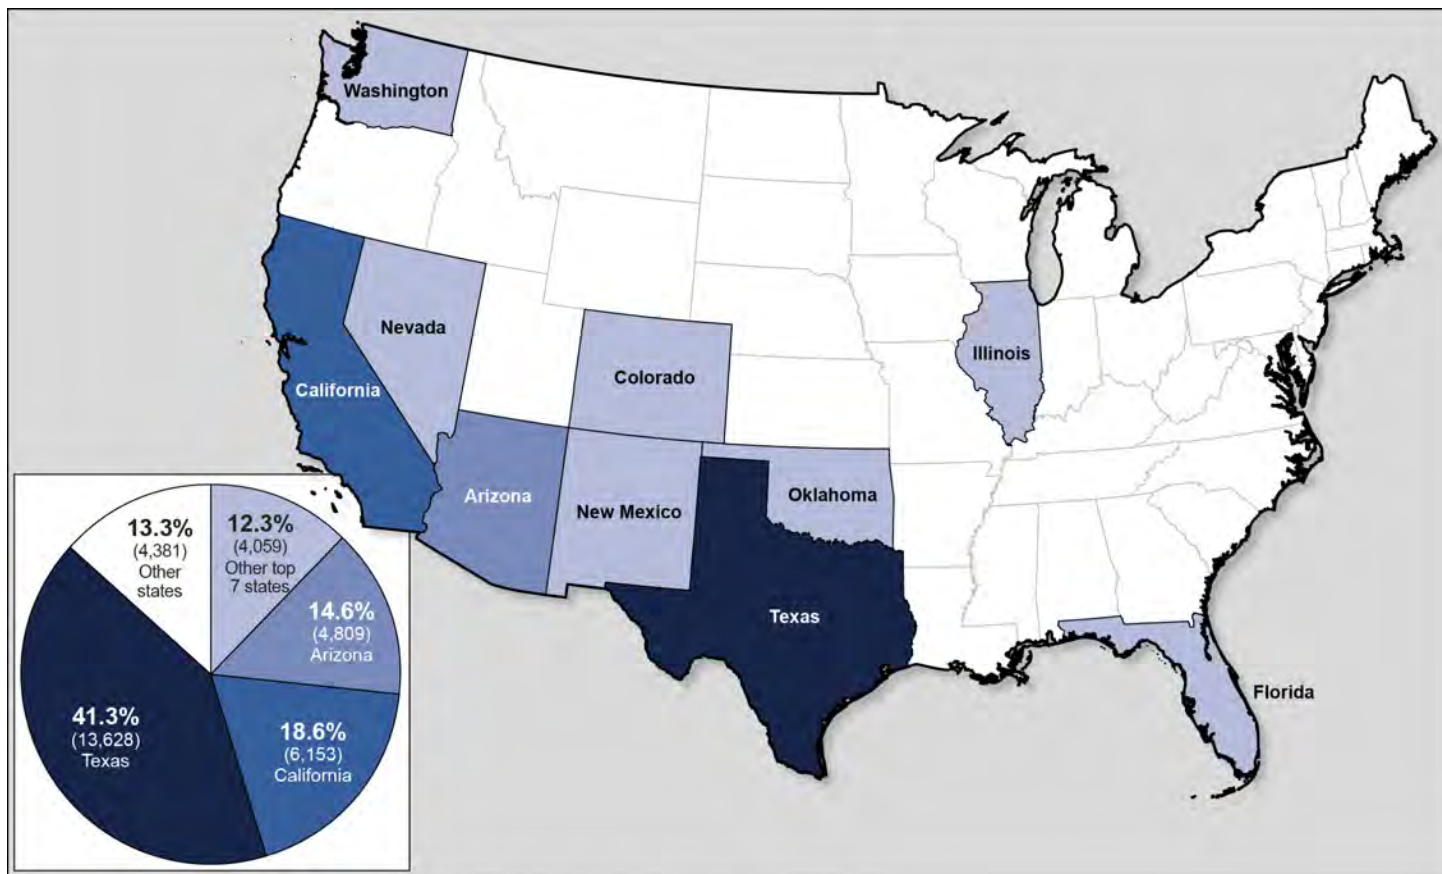 Washington
Nevada
Colorado
Illinois
California
Arizona
New Mexico
Oklahoma
Texas
Florida
13.3%
(4,381)
Other
states
12.3%
(4,059)
Other top
7 states
14.6%
(4,809)
Arizona
41.3%
(13,628)
Texas
18.6%
(6,153)
California